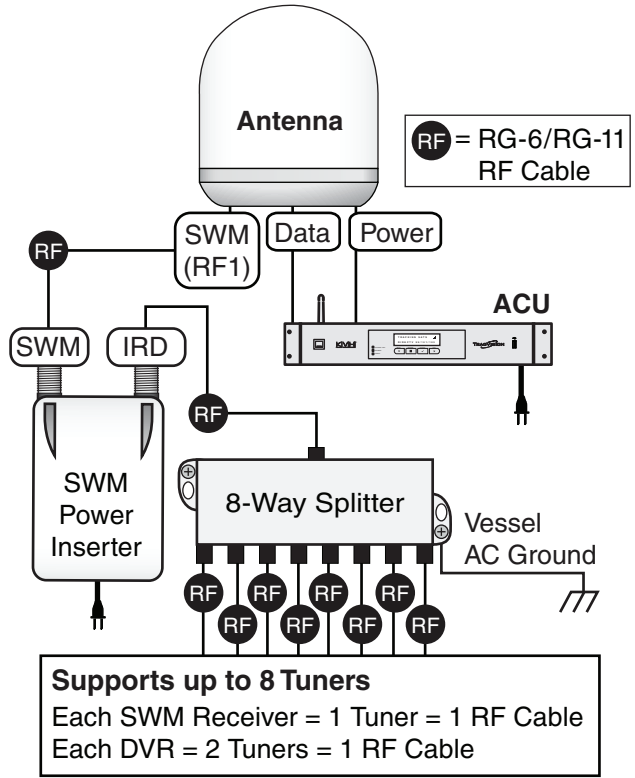 Antenna
RF = RG-6/RG-11
RF Cable
SWM
(RF1)
Data
Power
RF
ACU
SWM
IRD
KVH
TRACVISION
RF
SWM
Power
Inserter
8-Way Splitter
Vessel
AC Ground
RF RF RF RF
RF RF RF RF
Supports up to 8 Tuners
Each SWM Receiver = 1 Tuner = 1 RF Cable
Each DVR = 2 Tuners = 1 RF Cable